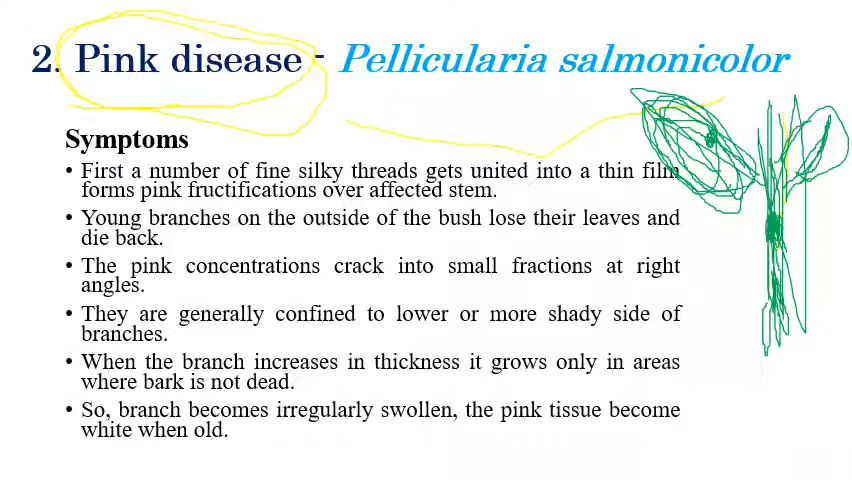 2. Pink disease - Pellicularia salmonicolor
Symptoms
• First a number of fine silky threads gets united into a thin film
forms pink fructifications over affected stem.
• Young branches on the outside of the bush lose their leaves and
die back.
• The pink concentrations crack into small fractions at right
angles.
• They are generally confined to lower or more shady side of
branches.
• When the branch increases in thickness it grows only in areas
where bark is not dead.
• So, branch becomes irregularly swollen, the pink tissue become
white when old.